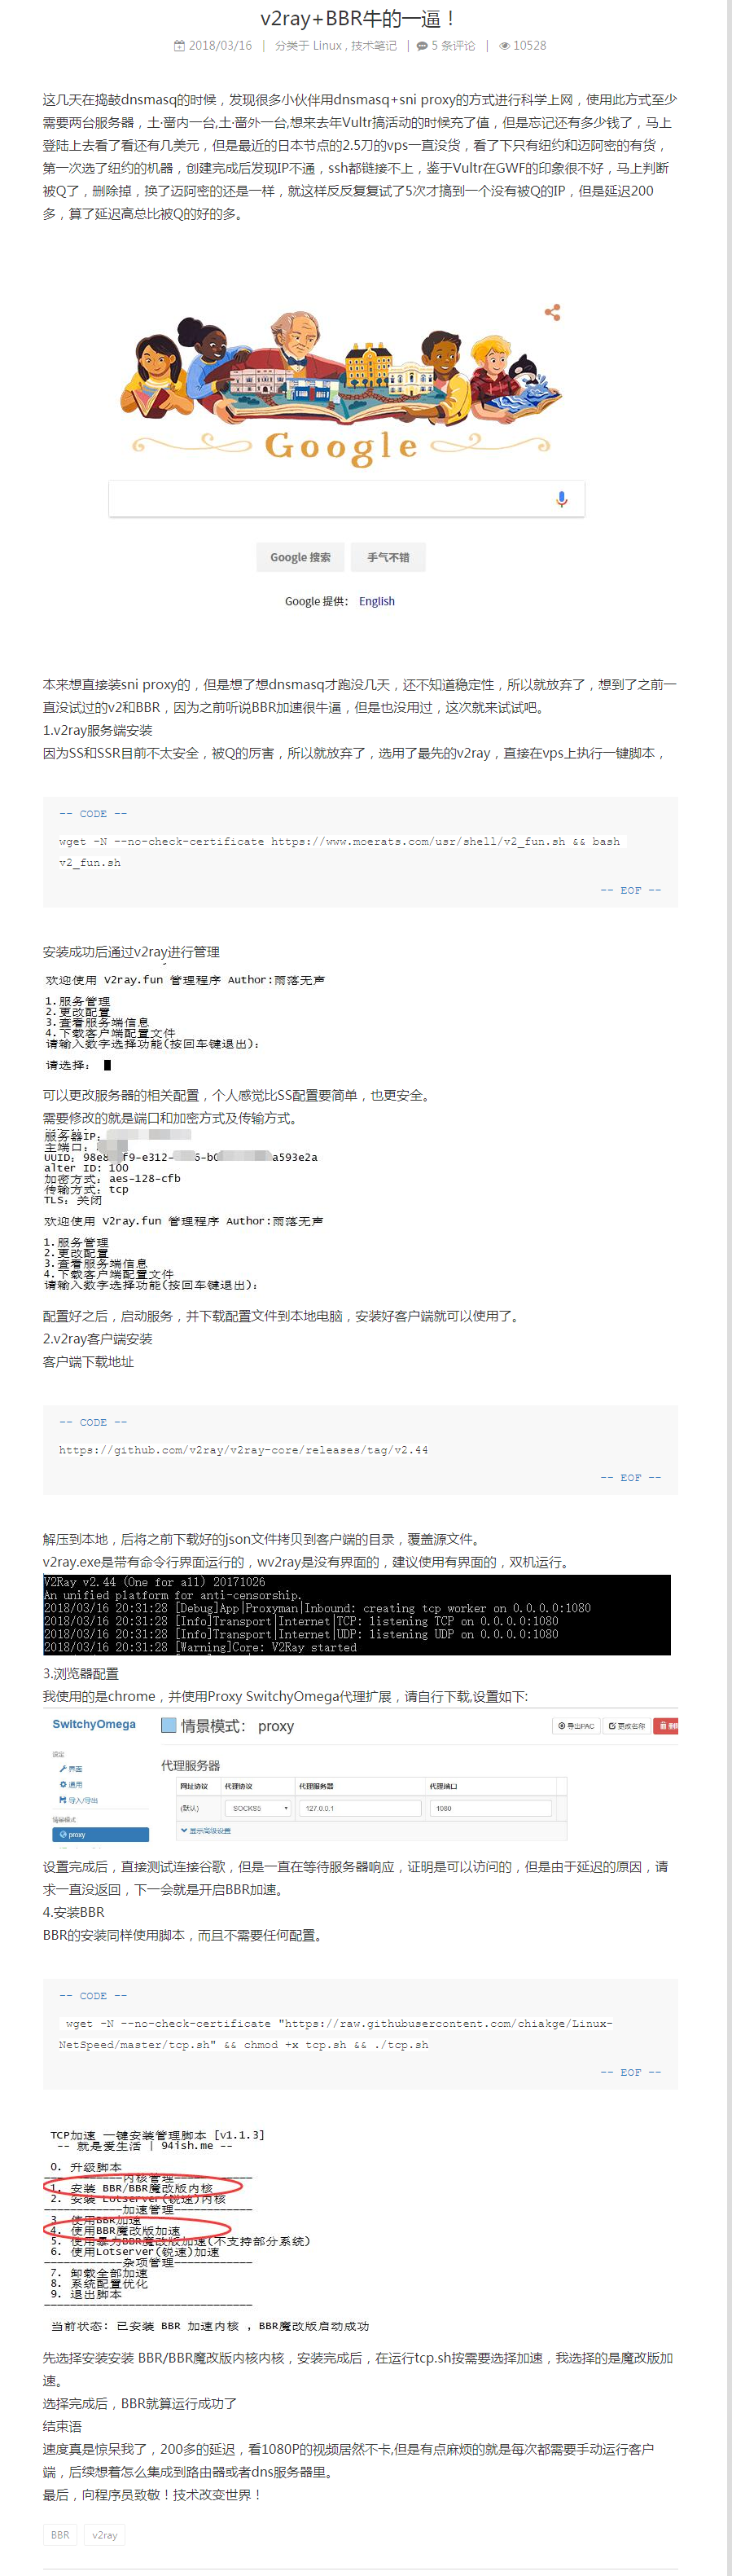 v2ray+BBR牛的一逼！
2018/03/16 | 分类于 Linux , 技术笔记 | 5 条评论 | 10528
这几天在捣鼓dnsmasq的时候，发现很多小伙伴用dnsmasq+sni proxy的方式进行科学上网，使用此方式至少
需要两台服务器，土·啬内一台,土·啬外一台,想来去年Vultr搞活动的时候充了值，但是忘记还有多少钱了，马上
登陆上去看了看还有几美元，但是最近的日本节点的2.5刀的vps一直没货，看了下只有纽约和迈阿密的有货，
第一次选了纽约的机器，创建完成后发现IP不通，ssh都链接不上，鉴于Vultr在GWF的印象很不好，马上判断
被Q了，删除掉，换了迈阿密的还是一样，就这样反反复复试了5次才搞到一个没有被Q的IP，但是延迟200
多，算了延迟高总比被Q的好的多。
Google
Google 搜索 手气不错
Google 提供： English
本来想直接装sni proxy的，但是想了想dnsmasq才跑没几天，还不知道稳定性，所以就放弃了，想到了之前一
直没试过的v2和BBR，因为之前听说BBR加速很牛逼，但是也没用过，这次就来试试吧。
1.v2ray服务端安装
因为SS和SSR目前不太安全，被Q的厉害，所以就放弃了，选用了最先的v2ray，直接在vps上执行一键脚本，
-- CODE --
wget -N --no-check-certificate https://www.moerats.com/usr/shell/v2_fun.sh && bash
v2_fun.sh
-- EOF --
安装成功后通过v2ray进行管理
欢迎使用 V2ray.fun 管理程序 Author:雨落无声
1.服务管理
2.更改配置
3.查看服务端信息
4.下载客户端配置文件
请输入数字选择功能(按回车键退出)：
请选择：
可以更改服务器的相关配置，个人感觉比SS配置要简单，也更安全。
需要修改的就是端口和加密方式及传输方式。
服务器IP：
主端口：
UUID：98e8 f9-e312- 6-b0 a593e2a
alter ID：100
加密方式：aes-128-cfb
传输方式：tcp
TLS：关闭
欢迎使用 V2ray.fun 管理程序 Author:雨落无声
1.服务管理
2.更改配置
3.查看服务端信息
4.下载客户端配置文件
请输入数字选择功能(按回车键退出)：
配置好之后，启动服务，并下载配置文件到本地电脑，安装好客户端就可以使用了。
2.v2ray客户端安装
客户端下载地址
-- CODE --
https://github.com/v2ray/v2ray-core/releases/tag/v2.44
-- EOF --
解压到本地，后将之前下载好的json文件拷贝到客户端的目录，覆盖源文件。
v2ray.exe是带有命令行界面运行的，wv2ray是没有界面的，建议使用有界面的，双机运行。
V2Ray v2.44 (One for all) 20171026
An unified platform for anti-censorship.
2018/03/16 20:31:28 [Debug]App|Proxyman|Inbound: creating tcp worker on 0.0.0.0:1080
2018/03/16 20:31:28 [Info]Transport|Internet|TCP: listening TCP on 0.0.0.0:1080
2018/03/16 20:31:28 [Info]Transport|Internet|UDP: listening UDP on 0.0.0.0:1080
2018/03/16 20:31:28 [Warning]Core: V2Ray started
3.浏览器配置
我使用的是chrome，并使用Proxy SwitchyOmega代理扩展，请自行下载,设置如下:
SwitchyOmega 情景模式： proxy 导出PAC 更改名称
设定
界面
通用
导入/导出
情景模式
proxy
代理服务器
网址协议 代理协议 代理服务器 代理端口
(默认) SOCKS5 127.0.0.1 1080
显示高级设置
设置完成后，直接测试连接谷歌，但是一直在等待服务器响应，证明是可以访问的，但是由于延迟的原因，请
求一直没返回，下一会就是开启BBR加速。
4.安装BBR
BBR的安装同样使用脚本，而且不需要任何配置。
-- CODE --
wget -N --no-check-certificate "https://raw.githubusercontent.com/chiakge/Linux-
NetSpeed/master/tcp.sh" && chmod +x tcp.sh && ./tcp.sh
-- EOF --
TCP加速 一键安装管理脚本 [v1.1.3]
-- 就是爱生活 | 94ish.me --
0. 升级脚本
————内核管理————
1. 安装 BBR/BBR魔改版内核
2. 安装 Lotserver(锐速)内核
————加速管理————
3. 使用BBR加速
4. 使用BBR魔改版加速
5. 使用暴力BBR魔改版加速(不支持部分系统)
6. 使用Lotserver(锐速)加速
————杂项管理————
7. 卸载全部加速
8. 系统配置优化
9. 退出脚本
当前状态: 已安装 BBR 加速内核 , BBR魔改版启动成功
先选择安装安装 BBR/BBR魔改版内核内核，安装完成后，在运行tcp.sh按需要选择加速，我选择的是魔改版加
速。
选择完成后，BBR就算运行成功了
结束语
速度真是惊呆我了，200多的延迟，看1080P的视频居然不卡,但是有点麻烦的就是每次都需要手动运行客户
端，后续想着怎么集成到路由器或者dns服务器里。
最后，向程序员致敬！技术改变世界！
BBR v2ray